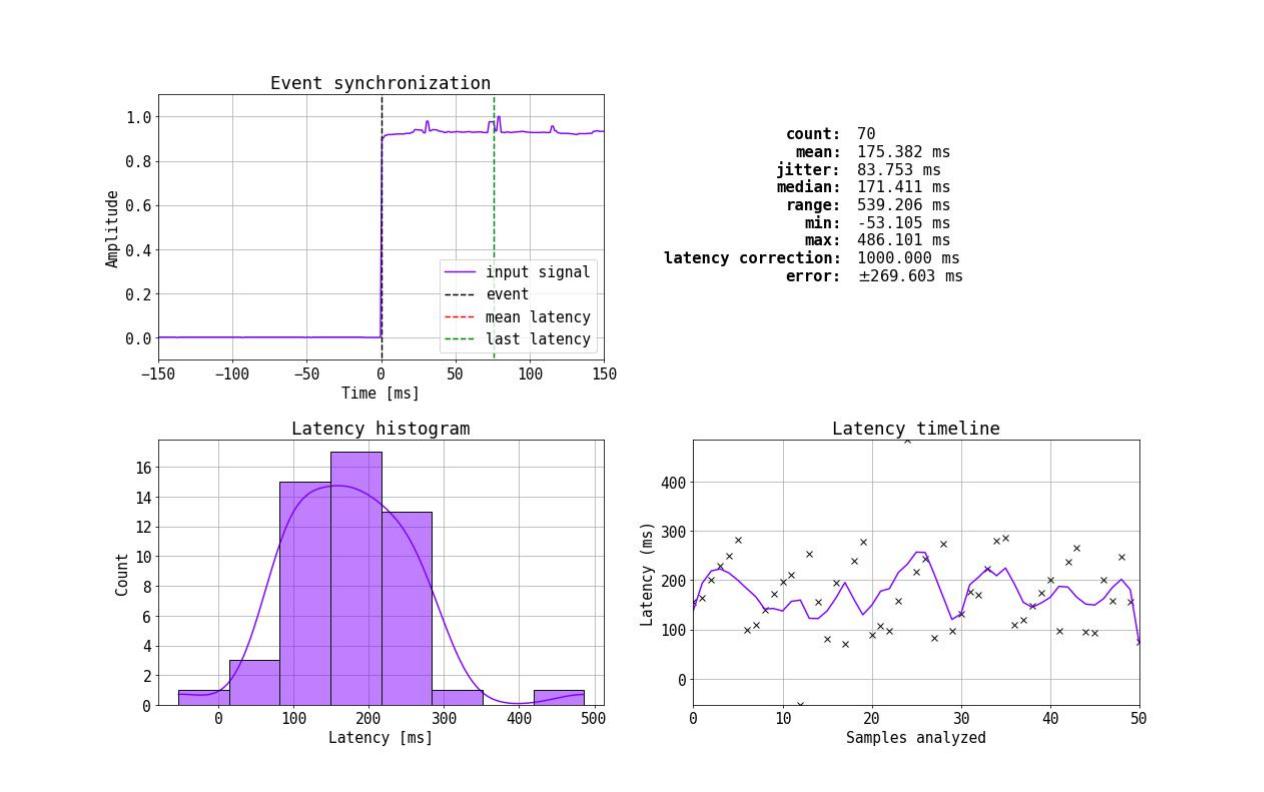 Event synchronization
1.0
0.8
0.6
0.4
0.2
0.0
Amplitude
input signal
event
mean latency
last latency
−150 −100 −50 0 50 100 150
Time [ms]
count: 70
mean: 175.382 ms
jitter: 83.753 ms
median: 171.411 ms
range: 539.206 ms
min: -53.105 ms
max: 486.101 ms
latency correction: 1000.000 ms
error: ±269.603 ms
Latency histogram
16
14
12
10
8
6
4
2
0
Count
0 100 200 300 400 500
Latency [ms]
Latency timeline
400
300
200
100
0
Latency (ms)
0 10 20 30 40 50
Samples analyzed